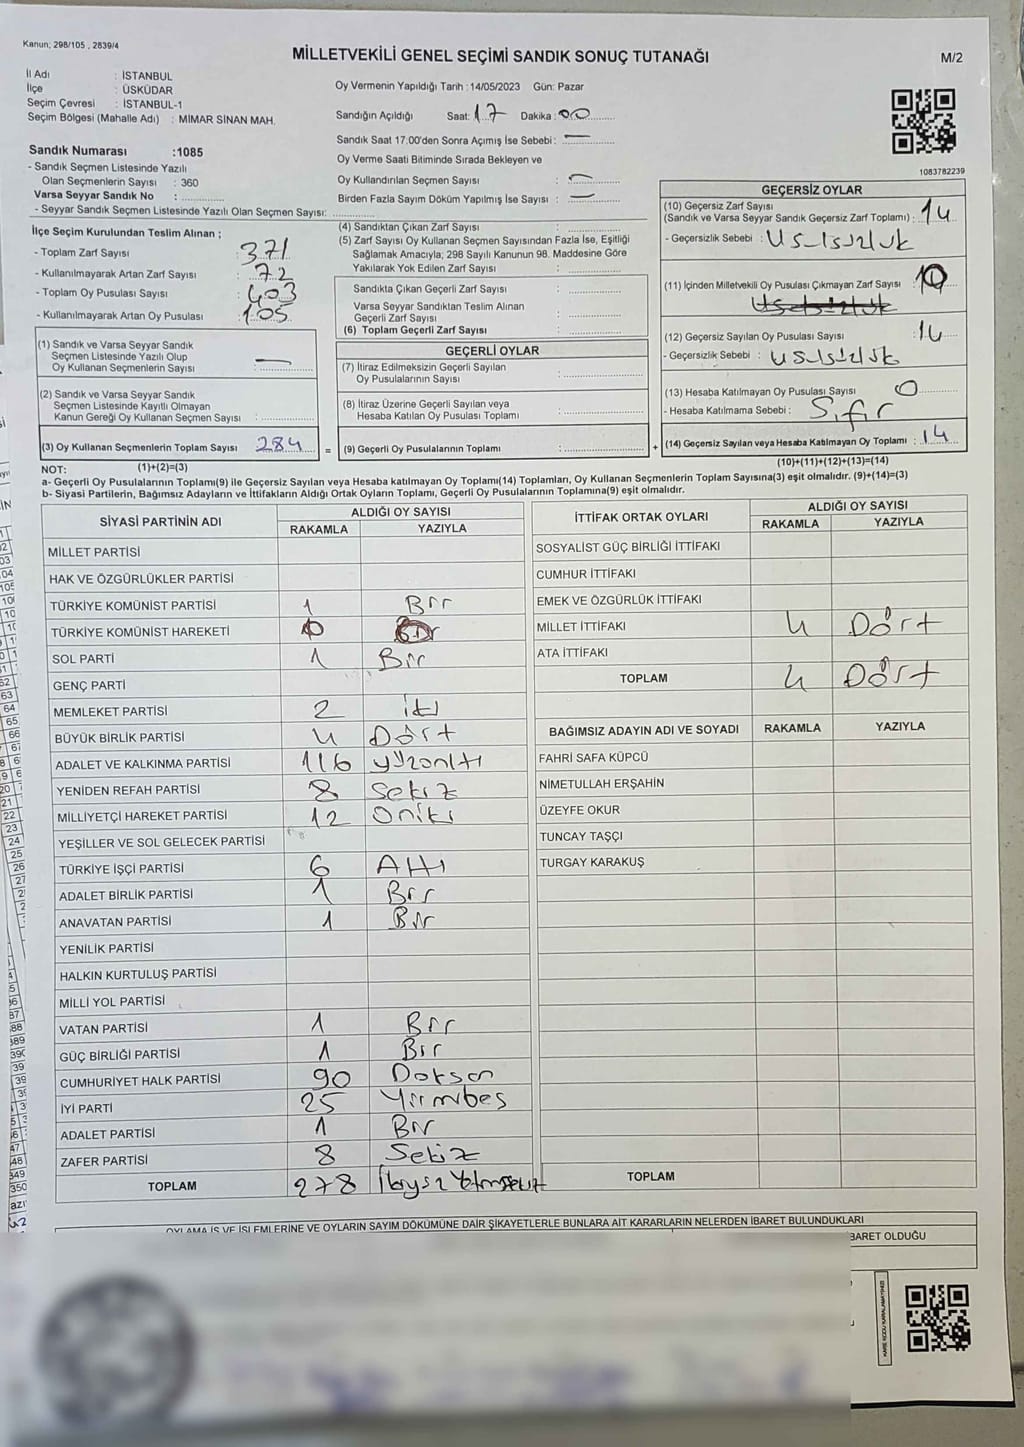 Kanun; 298/105 , 2839/4
MİLLETVEKİLİ GENEL SEÇİMİ SANDIK SONUÇ TUTANAĞI
M/2
İl Adı : İSTANBUL
İlçe : ÜSKÜDAR
Seçim Çevresi : İSTANBUL-1
Seçim Bölgesi (Mahalle Adı) : MİMAR SİNAN MAH.
Oy Vermenin Yapıldığı Tarih : 14/05/2023 Gün: Pazar
Sandığın Açıldığı Saat: 17 Dakika: 00
Sandık Saat 17.00'den Sonra Açımış İse Sebebi : —
Oy Verme Saati Bitiminde Sırada Bekleyen ve
Oy Kullandırılan Seçmen Sayısı : —
Birden Fazla Sayım Döküm Yapılmış İse Sayısı : —
Sandık Numarası :1085
- Sandık Seçmen Listesinde Yazılı
Olan Seçmenlerin Sayısı : 360
Varsa Seyyar Sandık No :
- Seyyar Sandık Seçmen Listesinde Yazılı Olan Seçmen Sayısı:
1083782239
İlçe Seçim Kurulundan Teslim Alınan ;
- Toplam Zarf Sayısı : 371
- Kullanılmayarak Artan Zarf Sayısı : 72
- Toplam Oy Pusulası Sayısı : 403
- Kullanılmayarak Artan Oy Pusulası : 105
(4) Sandıktan Çıkan Zarf Sayısı :
(5) Zarf Sayısı Oy Kullanan Seçmen Sayısından Fazla İse, Eşitliği
Sağlamak Amacıyla; 298 Sayılı Kanunun 98. Maddesine Göre
Yakılarak Yok Edilen Zarf Sayısı :
Sandıkta Çıkan Geçerli Zarf Sayısı :
Varsa Seyyar Sandıktan Teslim Alınan
Geçerli Zarf Sayısı :
(6) Toplam Geçerli Zarf Sayısı :
GEÇERSİZ OYLAR
(10) Geçersiz Zarf Sayısı
(Sandık ve Varsa Seyyar Sandık Geçersiz Zarf Toplamı) : 14
- Geçersizlik Sebebi : Usulsüzlük
(11) İçinden Milletvekili Oy Pusulası Çıkmayan Zarf Sayısı :
(12) Geçersiz Sayılan Oy Pusulası Sayısı : 14
- Geçersizlik Sebebi : Usulsüzlük
(13) Hesaba Katılmayan Oy Pusulası Sayısı : 0
- Hesaba Katılmama Sebebi : Sıfır
(14) Geçersiz Sayılan veya Hesaba Katılmayan Oy Toplamı : 14
(10)+(11)+(12)+(13)=(14)
(1) Sandık ve Varsa Seyyar Sandık
Seçmen Listesinde Yazılı Olup
Oy Kullanan Seçmenlerin Sayısı : —
(2) Sandık ve Varsa Seyyar Sandık
Seçmen Listesinde Kayıtlı Olmayan
Kanun Gereği Oy Kullanan Seçmen Sayısı :
(3) Oy Kullanan Seçmenlerin Toplam Sayısı : 284
(1)+(2)=(3)
GEÇERLİ OYLAR
(7) İtiraz Edilmeksizin Geçerli Sayılan
Oy Pusulalarının Sayısı :
(8) İtiraz Üzerine Geçerli Sayılan veya
Hesaba Katılan Oy Pusulası Toplamı :
= (9) Geçerli Oy Pusulalarının Toplamı : +
NOT:
a- Geçerli Oy Pusulalarının Toplamı(9) ile Geçersiz Sayılan veya Hesaba katılmayan Oy Toplamı(14) Toplamları, Oy Kullanan Seçmenlerin Toplam Sayısına(3) eşit olmalıdır. (9)+(14)=(3)
b- Siyasi Partilerin, Bağımsız Adayların ve İttifakların Aldığı Ortak Oyların Toplamı, Geçerli Oy Pusulalarının Toplamına(9) eşit olmalıdır.
SİYASİ PARTİNİN ADI ALDIĞI OY SAYISI
RAKAMLA YAZIYLA
MİLLET PARTİSİ
HAK VE ÖZGÜRLÜKLER PARTİSİ
TÜRKİYE KOMÜNİST PARTİSİ 1 Bir
TÜRKİYE KOMÜNİST HAREKETİ
SOL PARTİ 1 Bir
GENÇ PARTİ
MEMLEKET PARTİSİ 2 iki
BÜYÜK BİRLİK PARTİSİ 4 Dört
ADALET VE KALKINMA PARTİSİ 116 yüzonaltı
YENİDEN REFAH PARTİSİ 8 Sekiz
MİLLİYETÇİ HAREKET PARTİSİ 12 Oniki
YEŞİLLER VE SOL GELECEK PARTİSİ
TÜRKİYE İŞÇİ PARTİSİ 6 Altı
ADALET BİRLİK PARTİSİ 1 Bir
ANAVATAN PARTİSİ 1 Bir
YENİLİK PARTİSİ
HALKIN KURTULUŞ PARTİSİ
MİLLİ YOL PARTİSİ
VATAN PARTİSİ 1 Bir
GÜÇ BİRLİĞİ PARTİSİ 1 Bir
CUMHURİYET HALK PARTİSİ 90 Doksan
İYİ PARTİ 25 Yirmibeş
ADALET PARTİSİ 1 Bir
ZAFER PARTİSİ 8 Sekiz
TOPLAM 278
İTTİFAK ORTAK OYLARI ALDIĞI OY SAYISI
RAKAMLA YAZIYLA
SOSYALİST GÜÇ BİRLİĞİ İTTİFAKI
CUMHUR İTTİFAKI
EMEK VE ÖZGÜRLÜK İTTİFAKI
MİLLET İTTİFAKI 4 Dört
ATA İTTİFAKI
TOPLAM 4 Dört
BAĞIMSIZ ADAYIN ADI VE SOYADI RAKAMLA YAZIYLA
FAHRİ SAFA KÜPCÜ
NİMETULLAH ERŞAHİN
ÜZEYFE OKUR
TUNCAY TAŞÇI
TURGAY KARAKUŞ
TOPLAM
OYLAMA İŞ VE İŞLEMLERİNE VE OYLARIN SAYIM DÖKÜMÜNE DAİR ŞİKAYETLERLE BUNLARA AİT KARARLARIN NELERDEN İBARET BULUNDUKLARI
BARET OLDUĞU